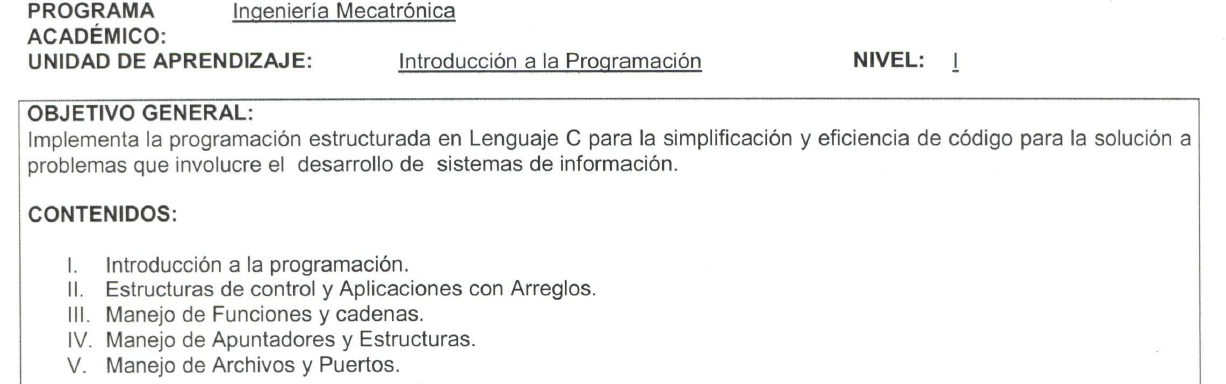 PROGRAMA Ingeniería Mecatrónica
ACADÉMICO:
UNIDAD DE APRENDIZAJE: Introducción a la Programación NIVEL: I
OBJETIVO GENERAL:
Implementa la programación estructurada en Lenguaje C para la simplificación y eficiencia de código para la solución a
problemas que involucre el desarrollo de sistemas de información.
CONTENIDOS:
I. Introducción a la programación.
II. Estructuras de control y Aplicaciones con Arreglos.
III. Manejo de Funciones y cadenas.
IV. Manejo de Apuntadores y Estructuras.
V. Manejo de Archivos y Puertos.